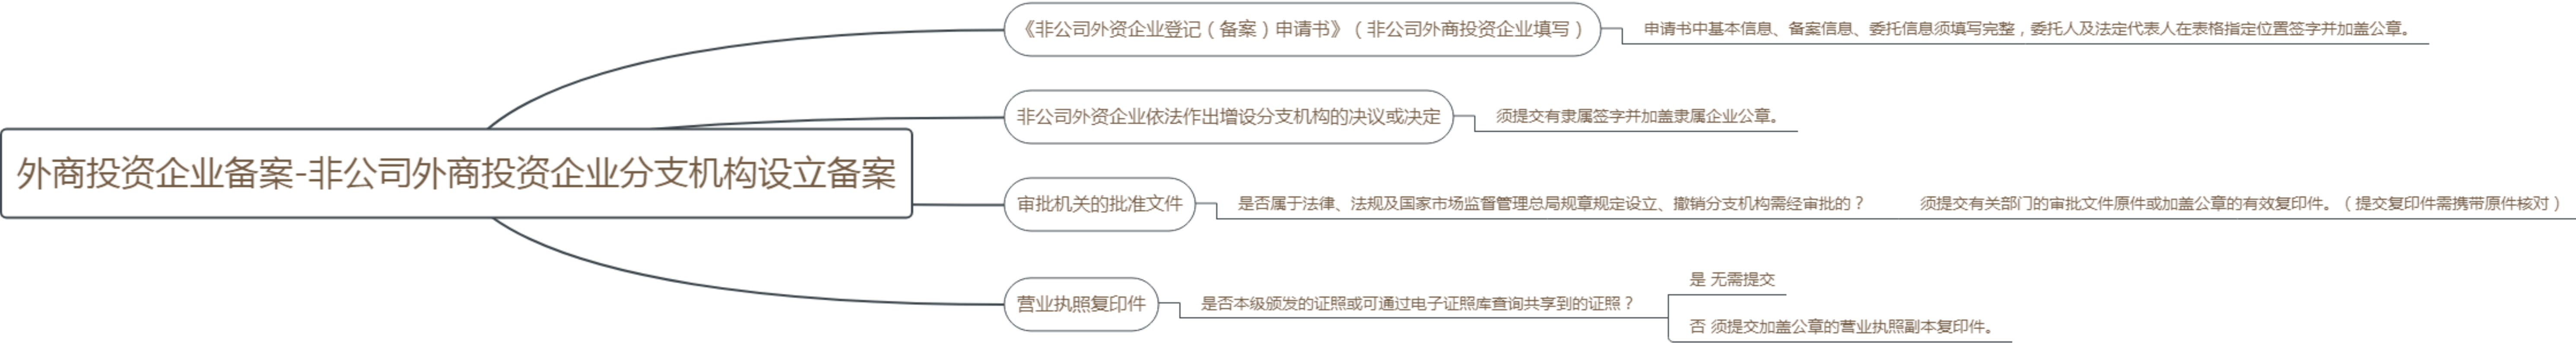 《非公司外资企业登记（备案）申请书》（非公司外商投资企业填写）
申请书中基本信息、备案信息、委托信息须填写完整，委托人及法定代表人在表格指定位置签字并加盖公章。
非公司外资企业依法作出增设分支机构的决议或决定
须提交有隶属签字并加盖隶属企业公章。
外商投资企业备案-非公司外商投资企业分支机构设立备案
审批机关的批准文件
是否属于法律、法规及国家市场监督管理总局规章规定设立、撤销分支机构需经审批的？
须提交有关部门的审批文件原件或加盖公章的有效复印件。（提交复印件需携带原件核对）
营业执照复印件
是否本级颁发的证照或可通过电子证照库查询共享到的证照？
是 无需提交
否 须提交加盖公章的营业执照副本复印件。